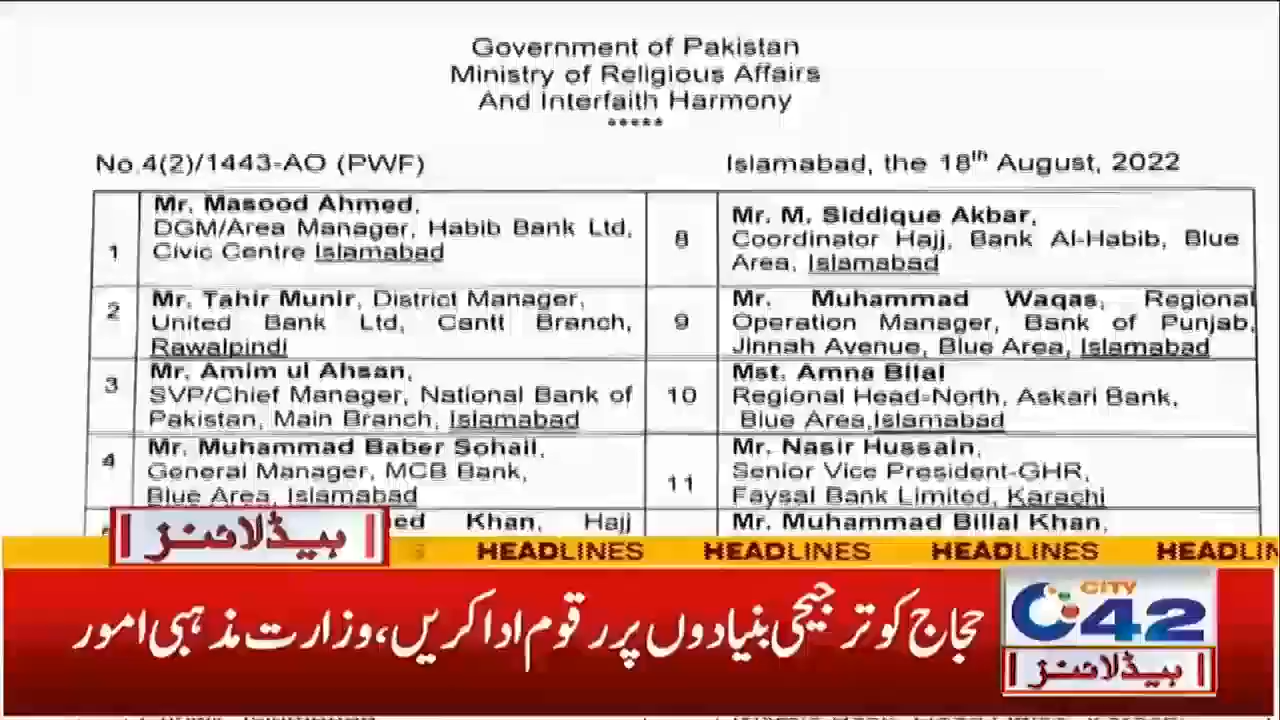 Government of Pakistan
Ministry of Religious Affairs
And Interfaith Harmony
*****
No.4(2)/1443-AO (PWF)
Islamabad, the 18th August, 2022
1
Mr. Masood Ahmed,
DGM/Area Manager, Habib Bank Ltd,
Civic Centre Islamabad
8
Mr. M. Siddique Akbar,
Coordinator Hajj, Bank Al-Habib, Blue
Area, Islamabad
2
Mr. Tahir Munir, District Manager,
United Bank Ltd, Cantt Branch,
Rawalpindi
9
Mr. Muhammad Waqas, Regional
Operation Manager, Bank of Punjab,
Jinnah Avenue, Blue Area, Islamabad
3
Mr. Amim ul Ahsan,
SVP/Chief Manager, National Bank of
Pakistan, Main Branch, Islamabad
10
Mst. Amna Bilal
Regional Head-North, Askari Bank,
Blue Area,Islamabad
4
Mr. Muhammad Baber Sohail,
General Manager, MCB Bank,
Blue Area, Islamabad
11
Mr. Nasir Hussain,
Senior Vice President-GHR,
Faysal Bank Limited, Karachi
ed Khan, Hajj
Mr. Muhammad Billal Khan,
ہیڈلائنز
HEADLINES HEADLINES HEADLINES HEADLIN
حجاج کو ترجیحی بنیادوں پر رقوم ادا کریں، وزارت مذہبی امور
CITY
42
ہیڈلائنز